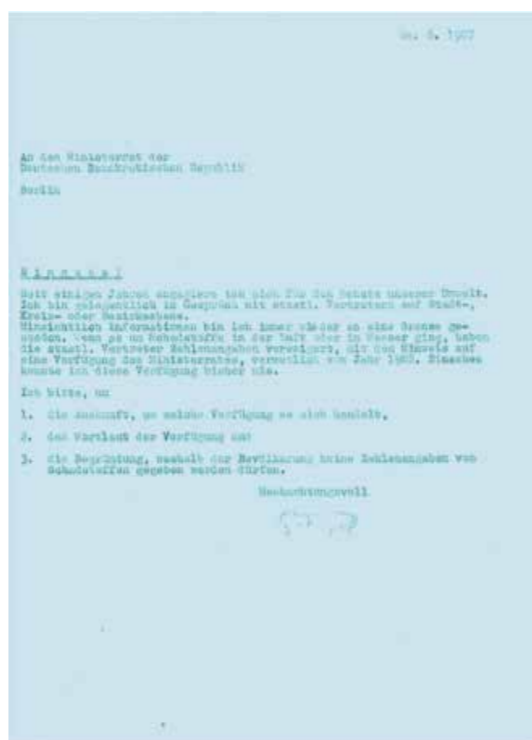 . 8. 1987
An den Ministerrat der
Deutschen Demokratischen Republik
Berlin
E i n g a b e !
Seit einigen Jahren engagiere ich mich für den Schutz unserer Umwelt.
Ich bin gelegentlich im Gespräch mit staatl. Vertretern auf Stadt-,
Kreis- oder Bezirksebene.
Hinsichtlich Informationen bin ich immer wieder an eine Grenze ge-
Wenn es um Schadstoffe in der Luft oder im Wasser ging, haben
die staatl. Vertreter Zahlenangaben verweigert, mit dem Hinweis auf
eine Verfügung des Ministerrates, vermutlich vom Jahr
konnte ich diese Verfügung bisher nie.
Ich bitte, um
1. die Auskunft, um welche Verfügung es sich handelt,
2. den Wortlaut der Verfügung und
3. die Begründung, weshalb der Bevölkerung keine Zahlenangaben von
Schadstoffen gegeben werden dürfen.
Hochachtungsvoll